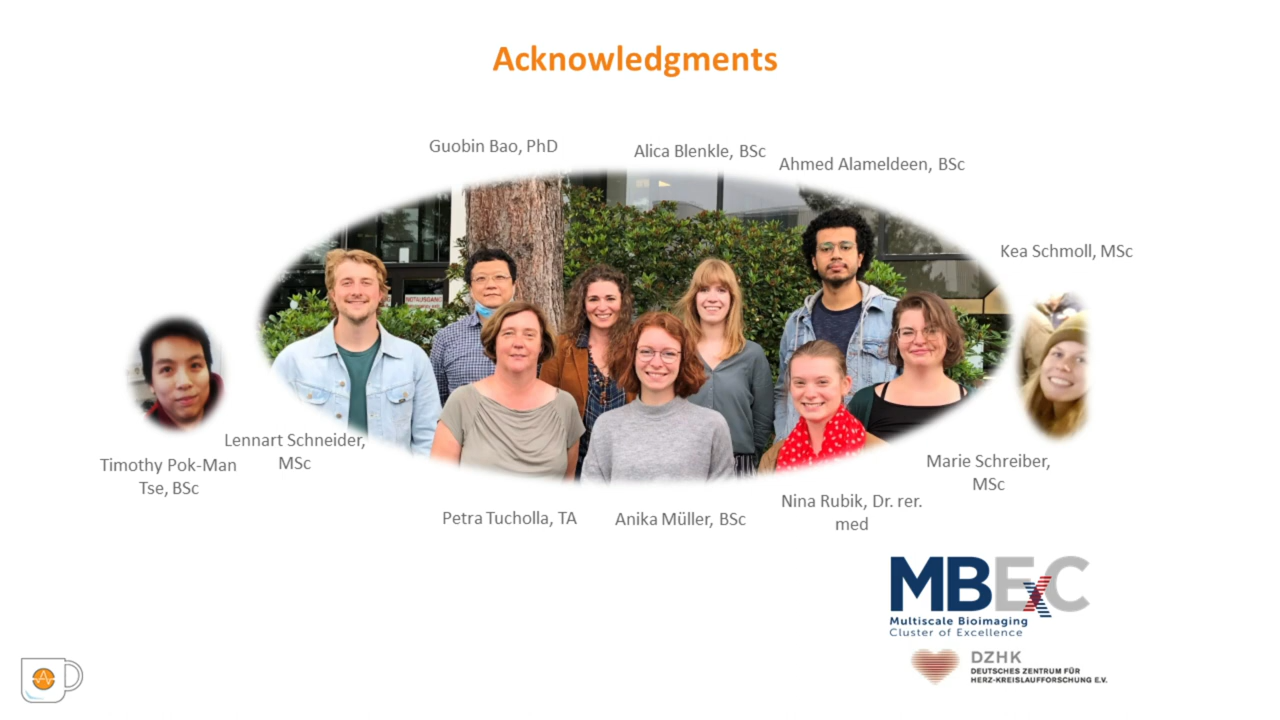 Acknowledgments
Guobin Bao, PhD
Alica Blenkle, BSc
Ahmed Alameldeen, BSc
Kea Schmoll, MSc
NOTAUSGANG
Lennart Schneider,
MSc
Timothy Pok-Man
Tse, BSc
Marie Schreiber,
MSc
Nina Rubik, Dr. rer.
med
Petra Tucholla, TA
Anika Müller, BSc
MBExC
Multiscale Bioimaging
Cluster of Excellence
DZHK
DEUTSCHES ZENTRUM FÜR
HERZ-KREISLAUFFORSCHUNG E.V.